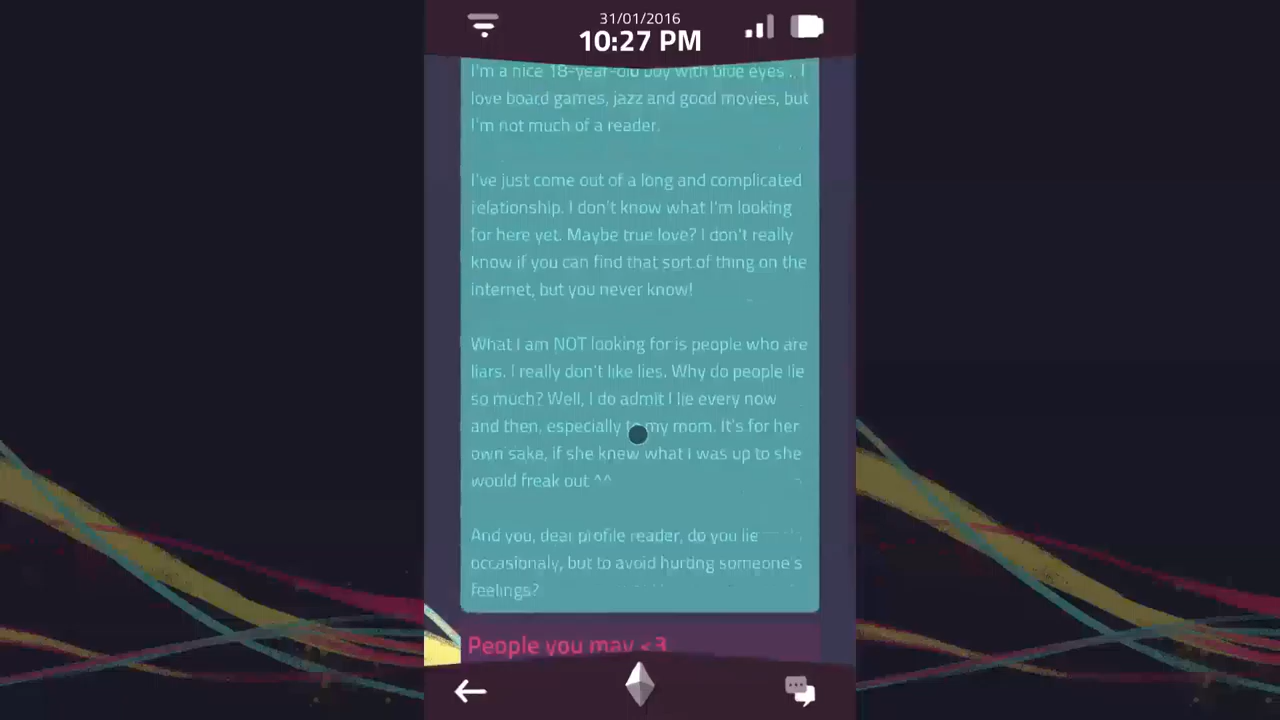 31/01/2016
10:27 PM
I'm a nice 18-year-old boy with blue eyes . I
love board games, jazz and good movies, but
I'm not much of a reader.
I've just come out of a long and complicated
relationship. I don't know what I'm looking
for here yet. Maybe true love? I don't really
know if you can find that sort of thing on the
internet, but you never know!
What I am NOT looking for is people who are
liars. I really don't like lies. Why do people lie
so much? Well, I do admit I lie every now
and then, especially to my mom. It's for her
own sake, if she knew what I was up to she
would freak out ^^
And you, dear profile reader, do you lie
occasionaly, but to avoid hurting someone's
feelings?
People you may <3